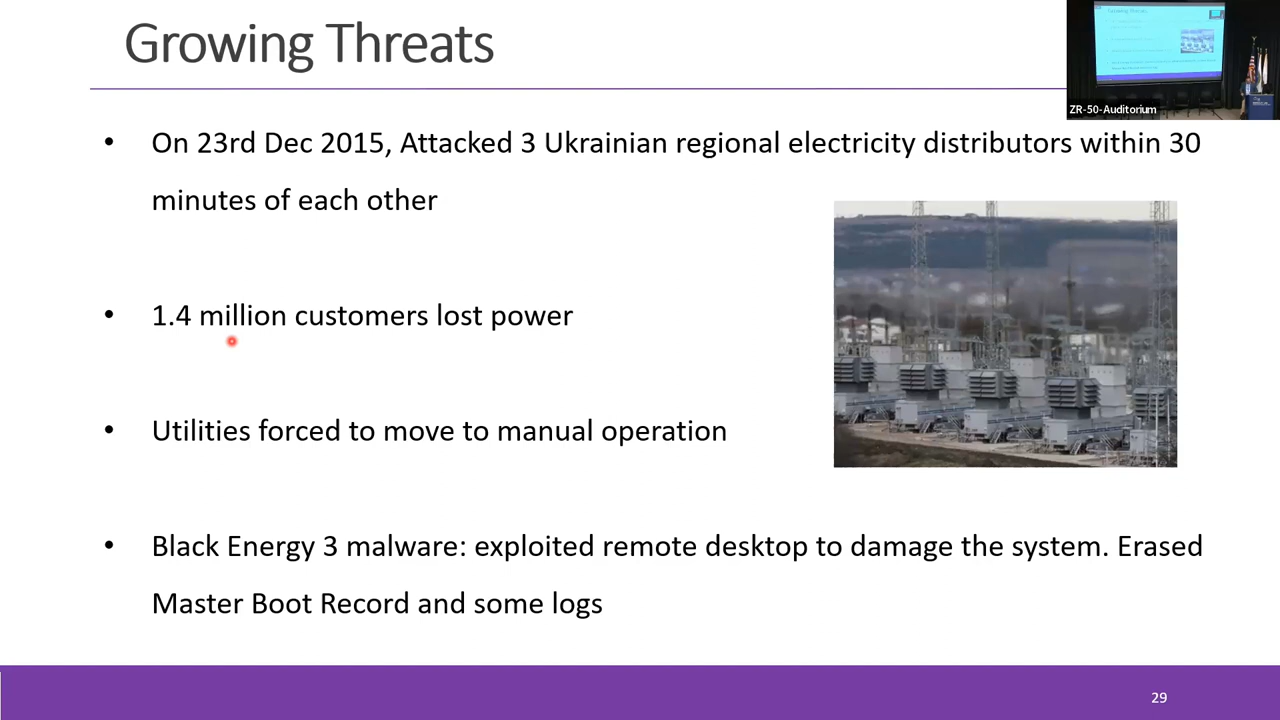 Growing Threats
ZR-50-Auditorium
• On 23rd Dec 2015, Attacked 3 Ukrainian regional electricity distributors within 30
minutes of each other
• 1.4 million customers lost power
• Utilities forced to move to manual operation
• Black Energy 3 malware: exploited remote desktop to damage the system. Erased
Master Boot Record and some logs
29